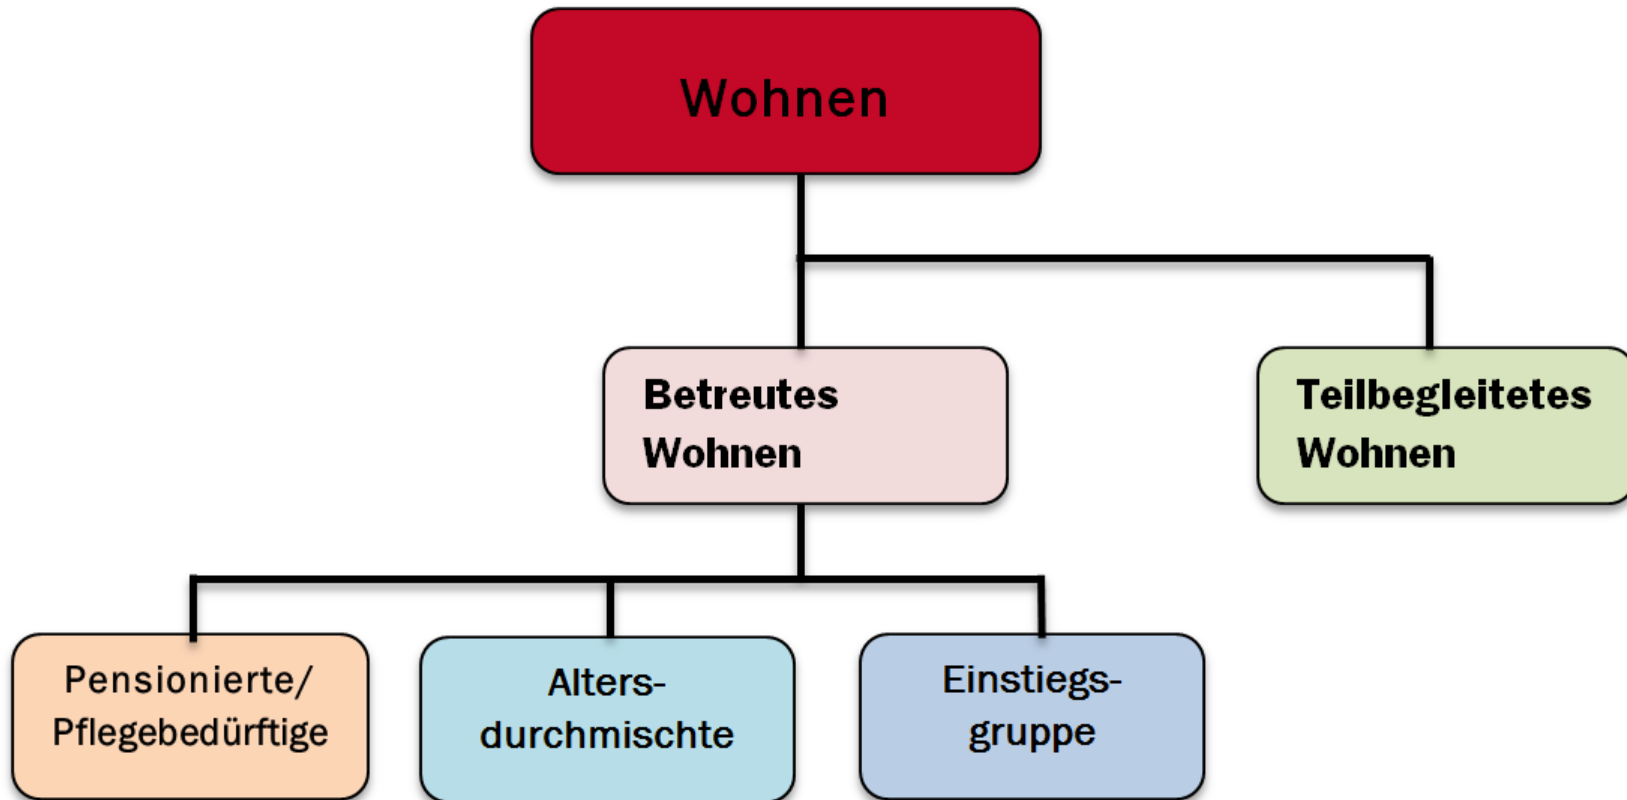 Wohnen
Betreutes
Wohnen
Teilbegleitetes
Wohnen
Pensionierte/
Pflegebedürftige
Alters-
durchmischte
Einstiegs-
gruppe